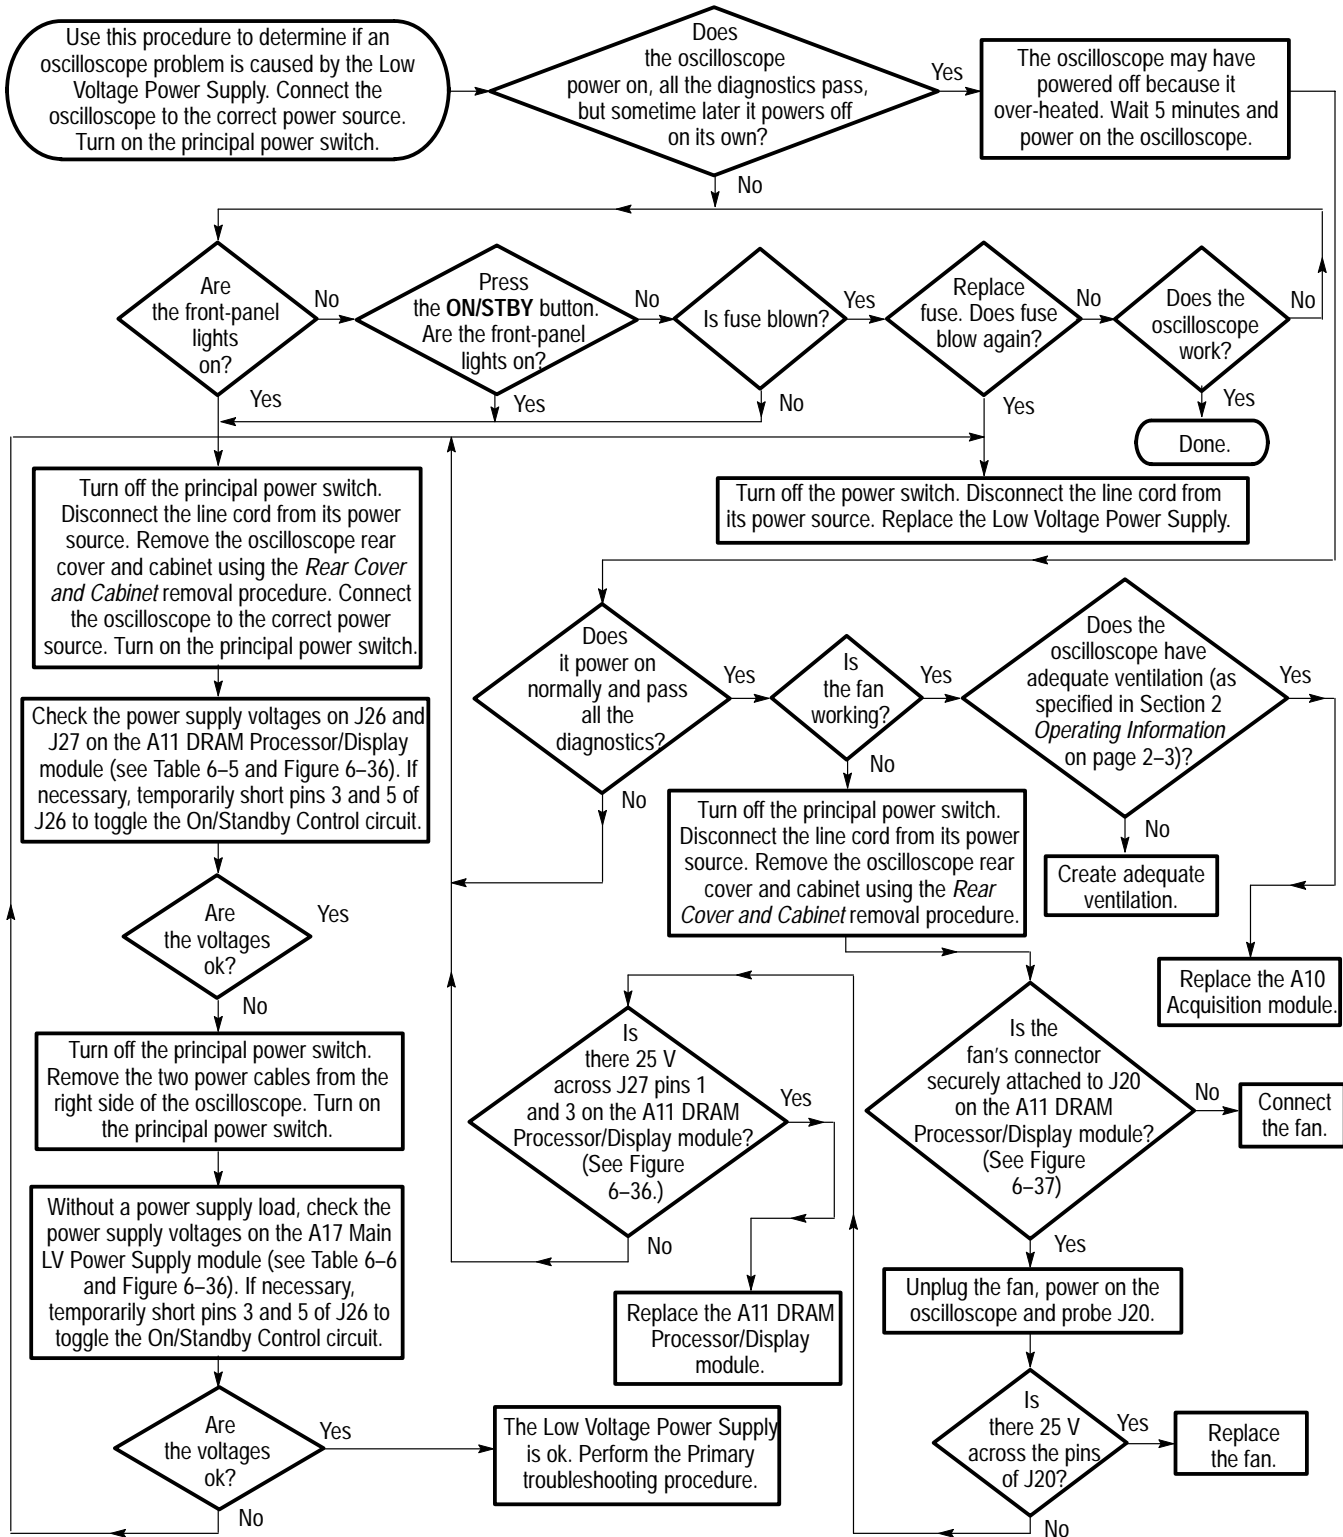 Use this procedure to determine if an
oscilloscope problem is caused by the Low
Voltage Power Supply. Connect the
oscilloscope to the correct power source.
Turn on the principal power switch.
Does
the oscilloscope
power on, all the diagnostics pass,
but sometime later it powers off
on its own?
Yes
The oscilloscope may have
powered off because it
over-heated. Wait 5 minutes and
power on the oscilloscope.
No
Are
the front-panel
lights
on?
No
Press
the ON/STBY button.
Are the front-panel
lights on?
No
Is fuse blown?
Yes
Replace
fuse. Does fuse
blow again?
No
Does the
oscilloscope
work?
No
Yes
Yes
No
Yes
Yes
Done.
Turn off the principal power switch.
Disconnect the line cord from its power
source. Remove the oscilloscope rear
cover and cabinet using the Rear Cover
and Cabinet removal procedure. Connect
the oscilloscope to the correct power
source. Turn on the principal power switch.
Turn off the power switch. Disconnect the line cord from
its power source. Replace the Low Voltage Power Supply.
Does
it power on
normally and pass
all the
diagnostics?
Yes
Is
the fan
working?
Yes
Does the
oscilloscope have
adequate ventilation (as
specified in Section 2
Operating Information
on page 2–3)?
Yes
Check the power supply voltages on J26 and
J27 on the A11 DRAM Processor/Display
module (see Table 6–5 and Figure 6–36). If
necessary, temporarily short pins 3 and 5 of
J26 to toggle the On/Standby Control circuit.
No
No
No
Turn off the principal power switch.
Disconnect the line cord from its power
source. Remove the oscilloscope rear
cover and cabinet using the Rear
Cover and Cabinet removal procedure.
Create adequate
ventilation.
Are
the voltages
ok?
Yes
No
Replace the A10
Acquisition module.
Turn off the principal power switch.
Remove the two power cables from the
right side of the oscilloscope. Turn on
the principal power switch.
Is
there 25 V
across J27 pins 1
and 3 on the A11 DRAM
Processor/Display module?
(See Figure
6–36.)
Yes
No
Is the
fan's connector
securely attached to J20
on the A11 DRAM
Processor/Display module?
(See Figure
6–37)
No
Connect
the fan.
Yes
Without a power supply load, check the
power supply voltages on the A17 Main
LV Power Supply module (see Table 6–6
and Figure 6–36). If necessary,
temporarily short pins 3 and 5 of J26 to
toggle the On/Standby Control circuit.
Replace the A11 DRAM
Processor/Display
module.
Unplug the fan, power on the
oscilloscope and probe J20.
Are
the voltages
ok?
Yes
The Low Voltage Power Supply
is ok. Perform the Primary
troubleshooting procedure.
No
Is
there 25 V
across the pins
of J20?
Yes
Replace
the fan.
No